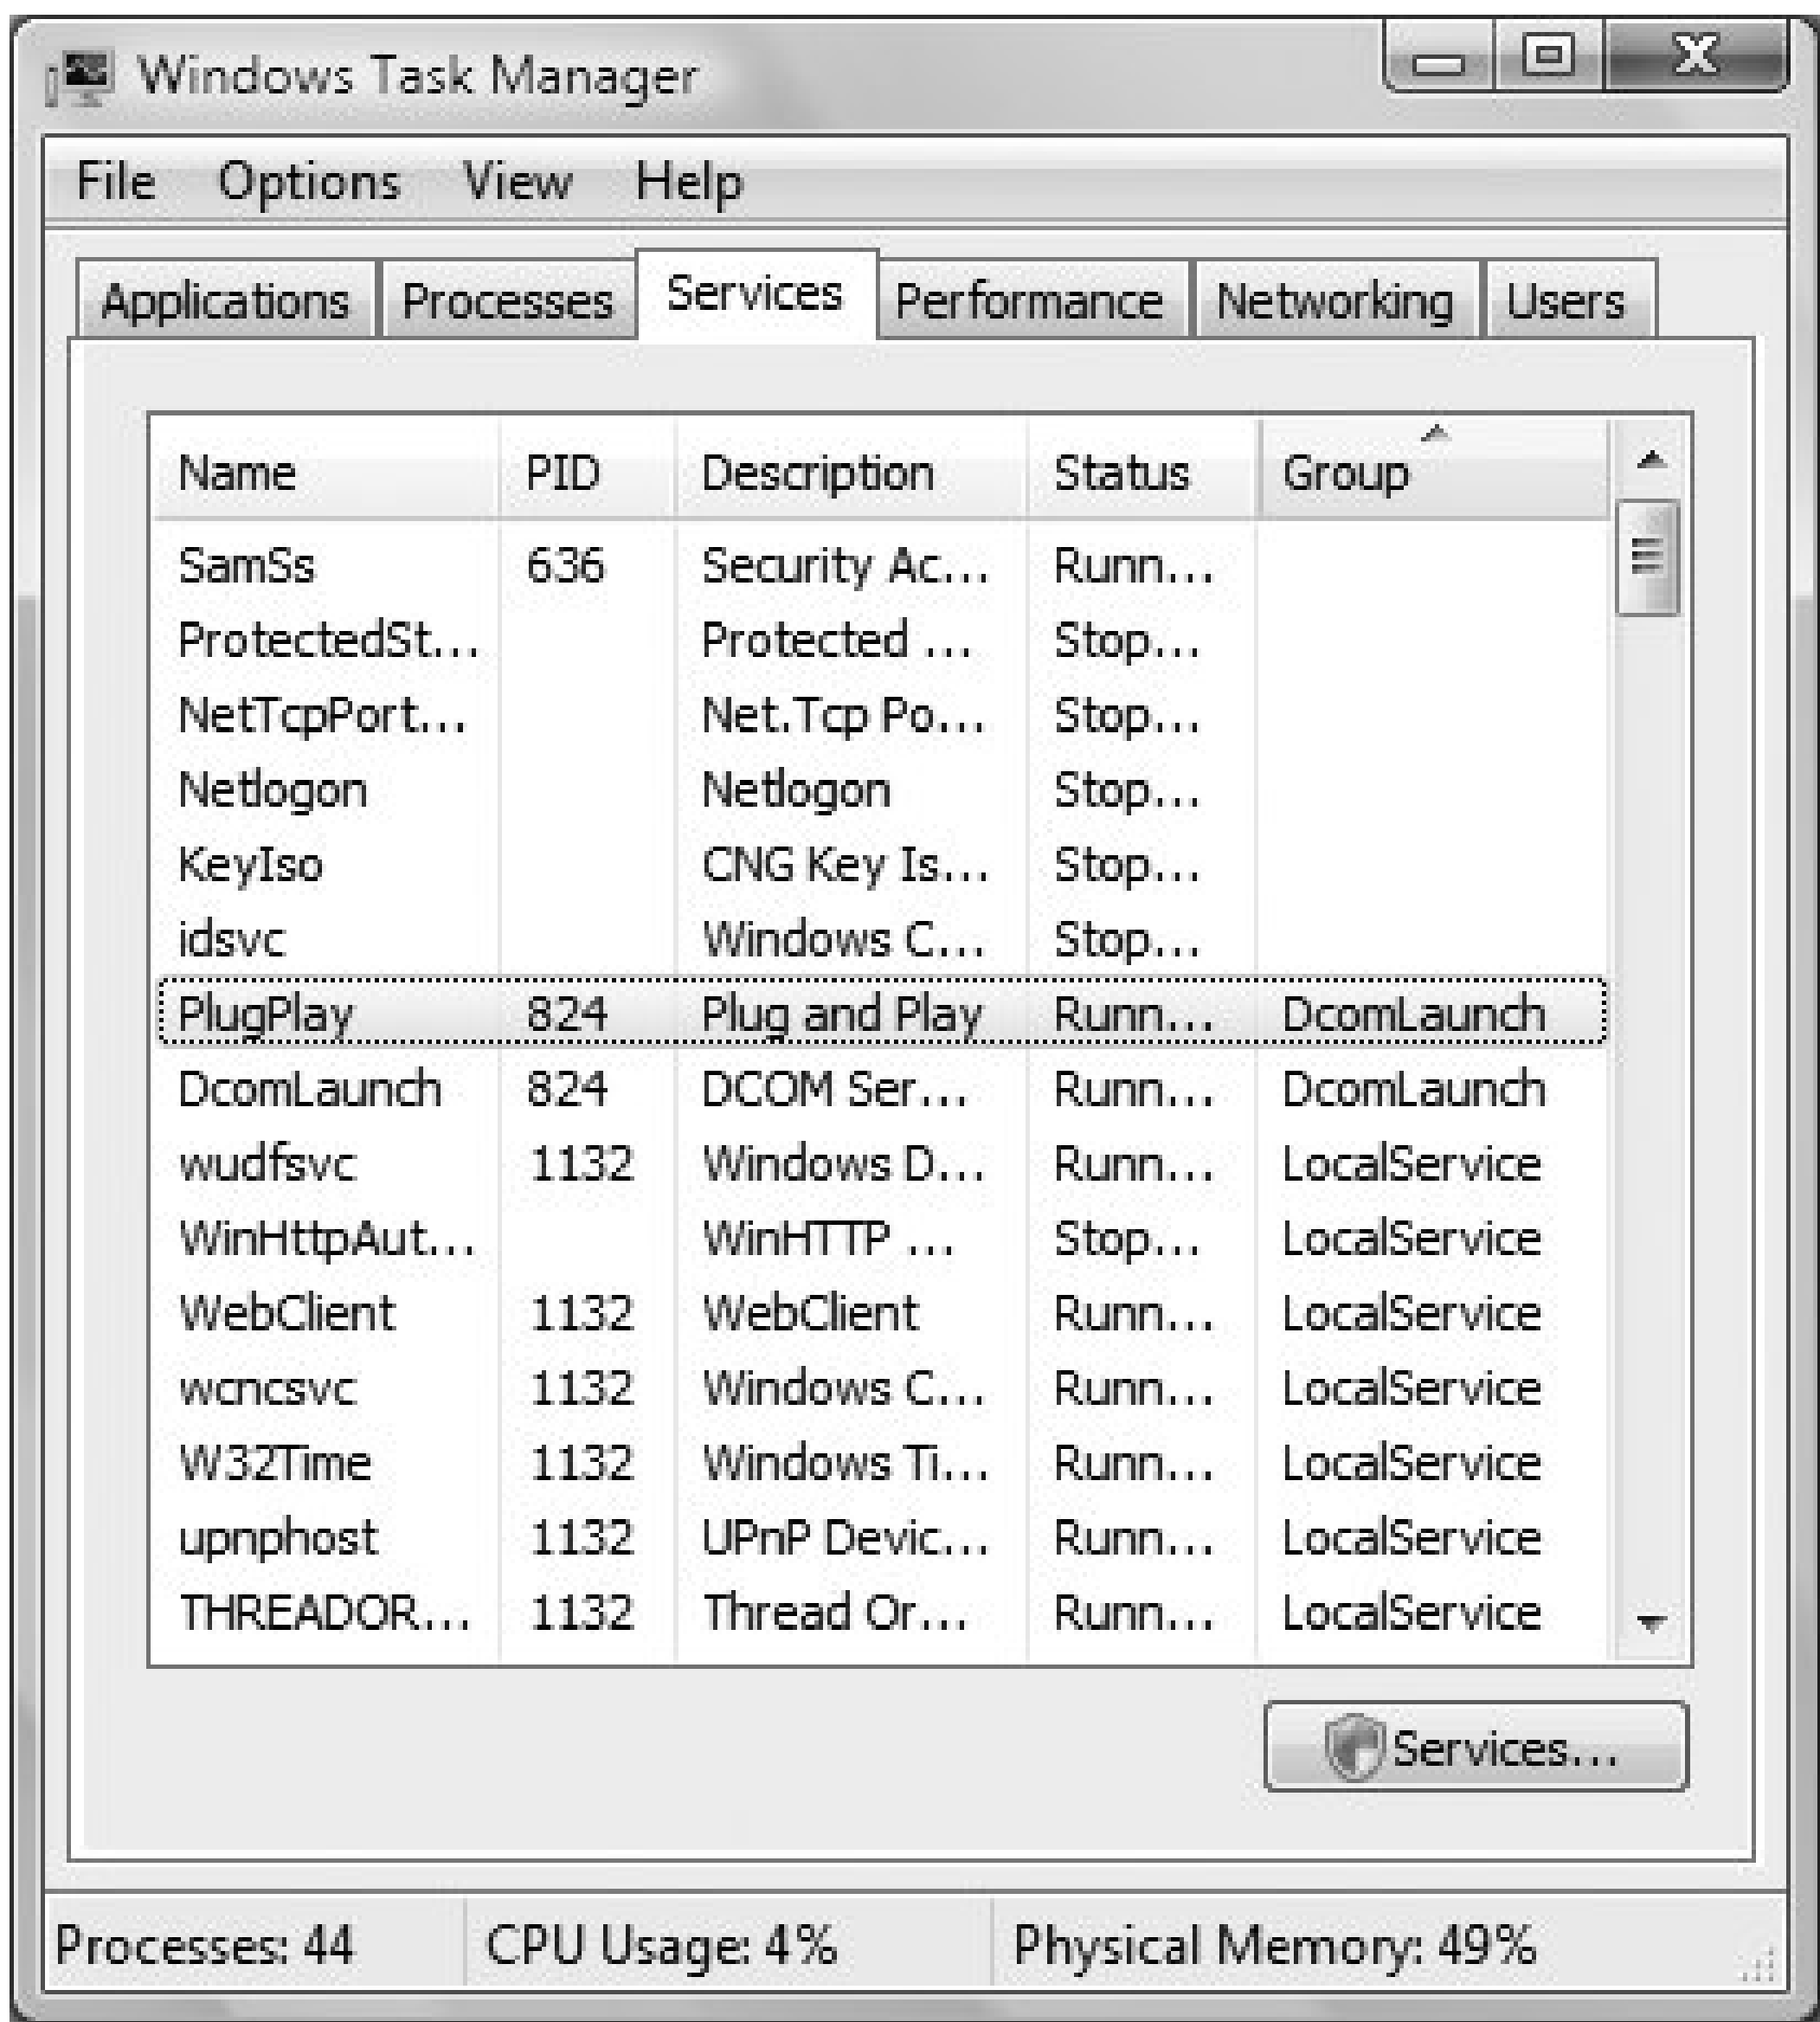 Windows Task Manager
File Options View Help
Applications Processes Services Performance Networking Users
Name PID Description Status Group
SamSs 636 Security Ac... Runn...
ProtectedSt... Protected ... Stop...
NetTcpPort... Net.Tcp Po... Stop...
Netlogon Netlogon Stop...
KeyIso CNG Key Is... Stop...
idsvc Windows C... Stop...
PlugPlay 824 Plug and Play Runn... DcomLaunch
DcomLaunch 824 DCOM Ser... Runn... DcomLaunch
wudfsvc 1132 Windows D... Runn... LocalService
WinHttpAut... WinHTTP ... Stop... LocalService
WebClient 1132 WebClient Runn... LocalService
wcncsvc 1132 Windows C... Runn... LocalService
W32Time 1132 Windows Ti... Runn... LocalService
upnphost 1132 UPnP Devic... Runn... LocalService
THREADOR... 1132 Thread Or... Runn... LocalService
Services...
Processes: 44 CPU Usage: 4% Physical Memory: 49%